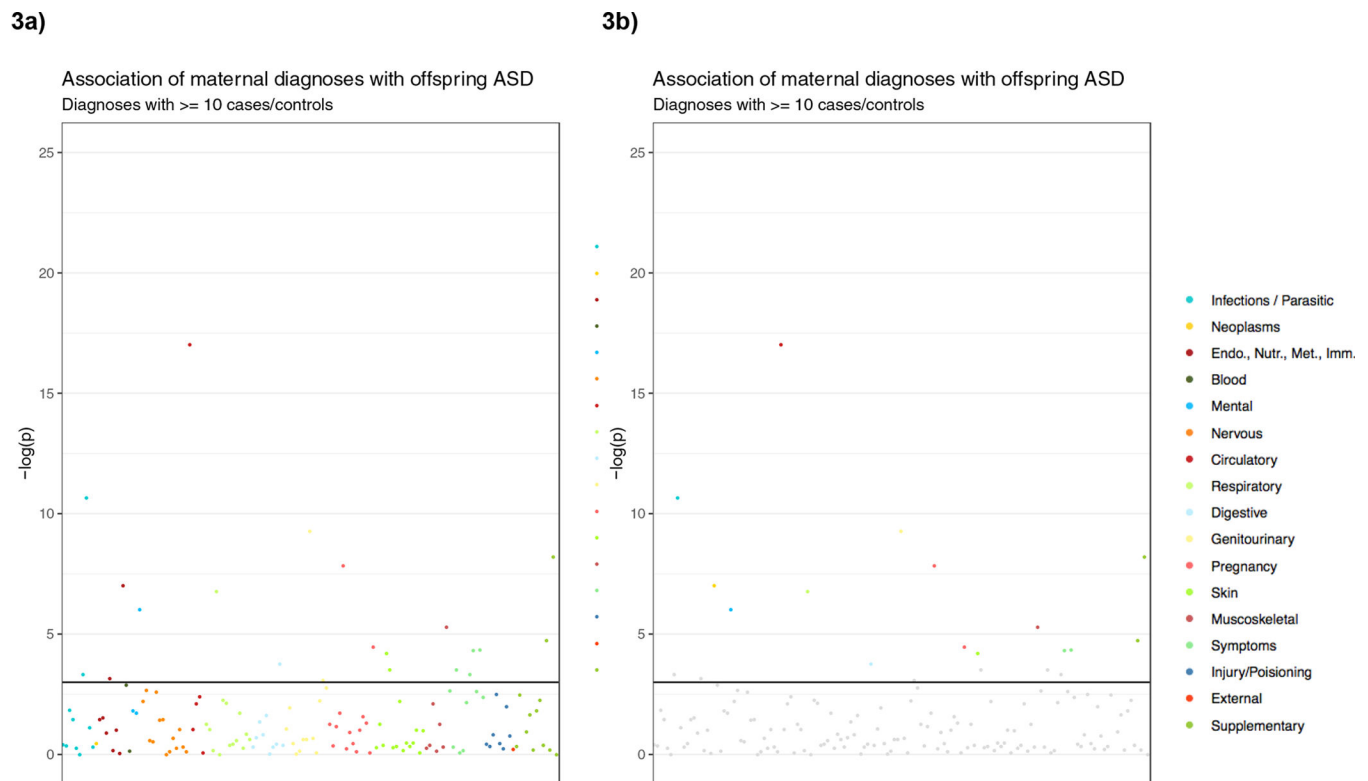 3a)
3b)
Association of maternal diagnoses with offspring ASD
Diagnoses with >= 10 cases/controls
25
20
15
10
5
0
−log(p)
Association of maternal diagnoses with offspring ASD
Diagnoses with >= 10 cases/controls
25
20
15
10
5
0
−log(p)
Infections / Parasitic
Neoplasms
Endo., Nutr., Met., Imm.
Blood
Mental
Nervous
Circulatory
Respiratory
Digestive
Genitourinary
Pregnancy
Skin
Muscoskeletal
Symptoms
Injury/Poisioning
External
Supplementary